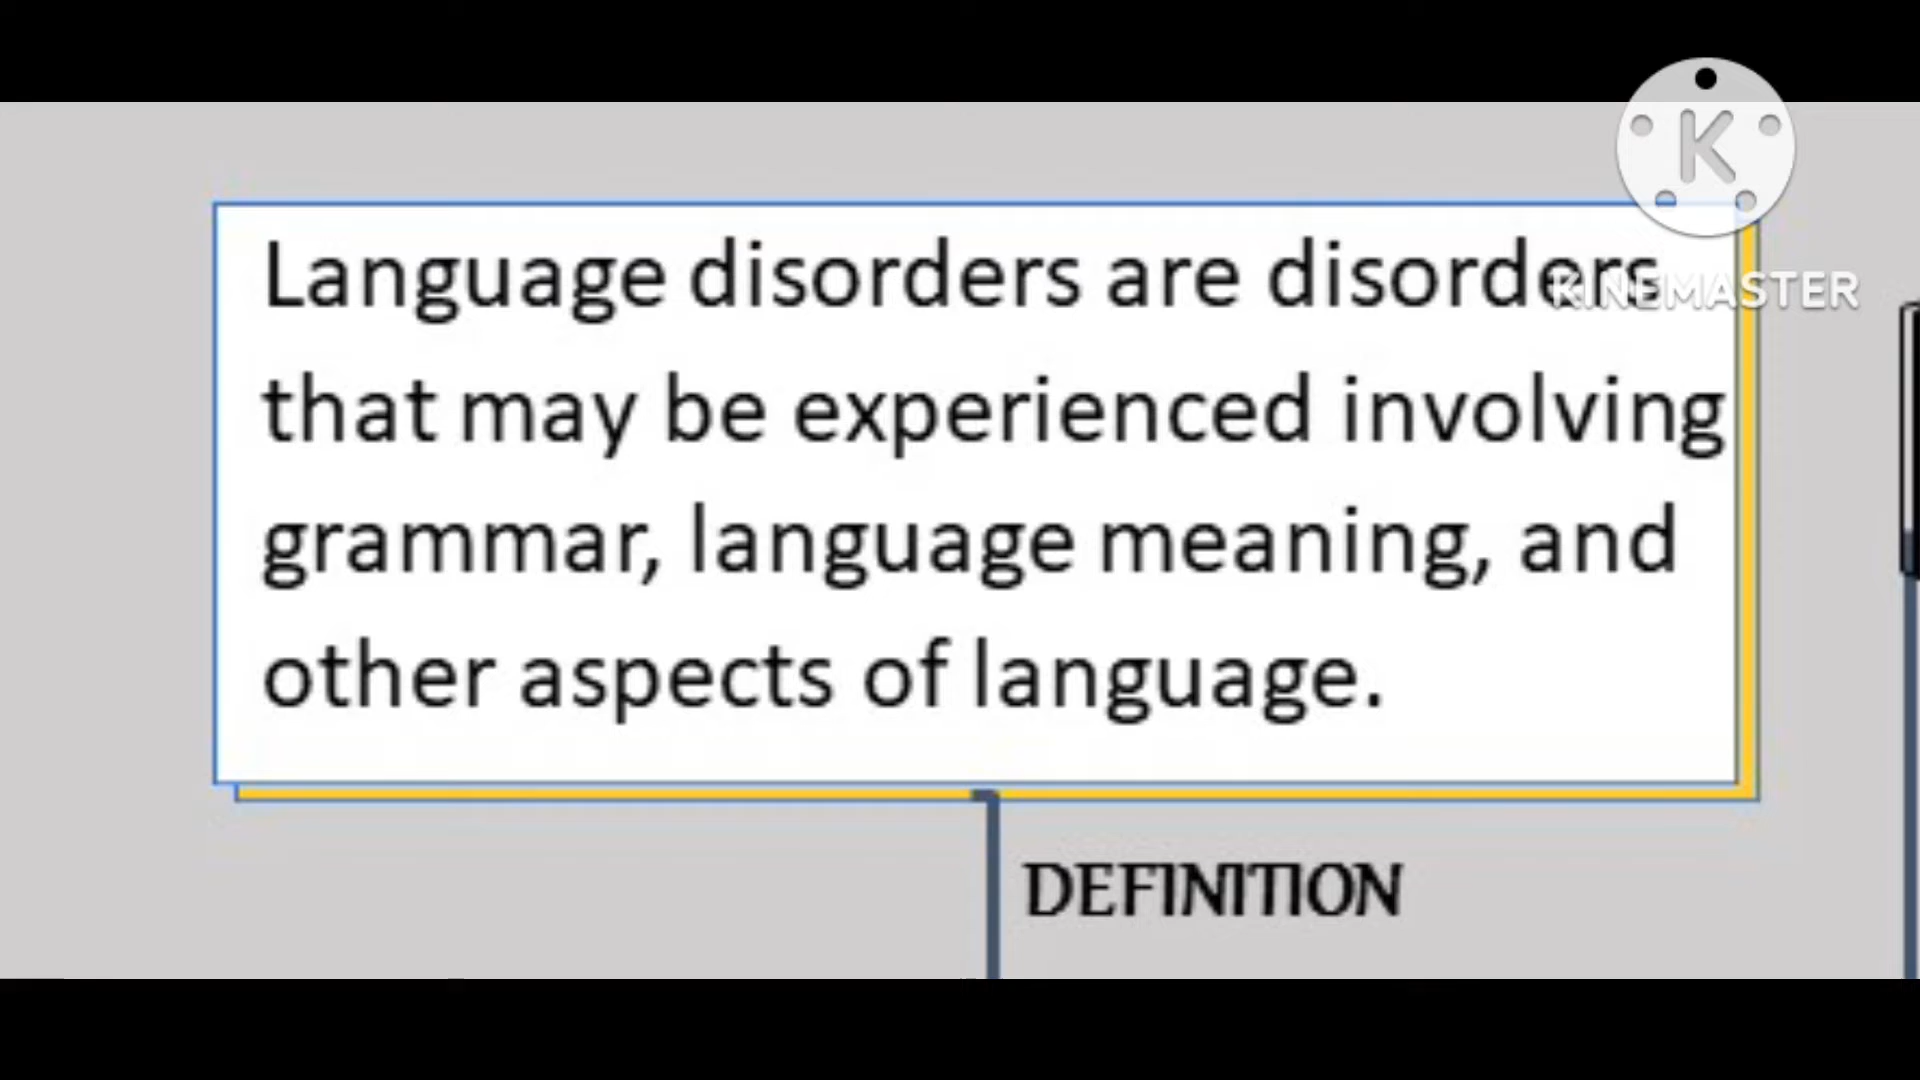 K
Language disorders are disorders
KINEMASTER
that may be experienced involving
grammar, language meaning, and
other aspects of language.
DEFINITION